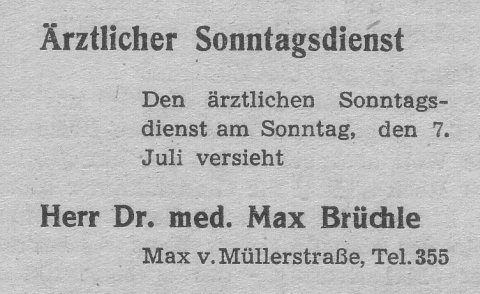 Ärztlicher Sonntagsdienst
Den ärztlichen Sonntags-
dienst am Sonntag, den 7.
Juli versieht
Herr Dr. med. Max Brüchle
Max v. Müllerstraße, Tel. 355